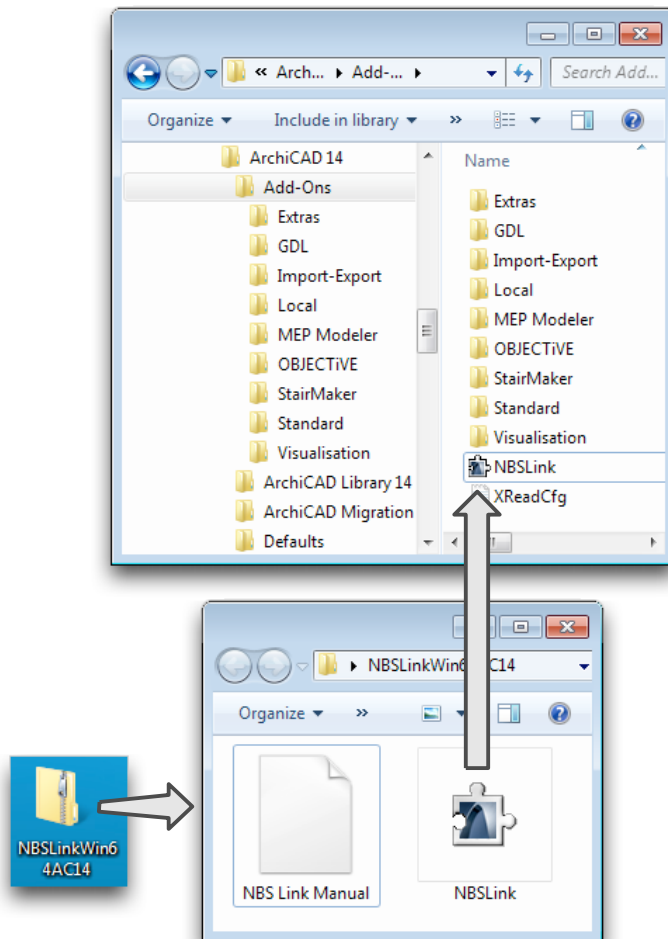 « Arch... Add-...
Search Add...
Organize Include in library »
ArchiCAD 14
Add-Ons
Extras
GDL
Import-Export
Local
MEP Modeler
OBJECTiVE
StairMaker
Standard
Visualisation
ArchiCAD Library 14
ArchiCAD Migration
Defaults
Name
Extras
GDL
Import-Export
Local
MEP Modeler
OBJECTiVE
StairMaker
Standard
Visualisation
NBSLink
XReadCfg
NBSLinkWin6 C14
Organize »
NBS Link Manual
NBSLink
NBSLinkWin6
4AC14